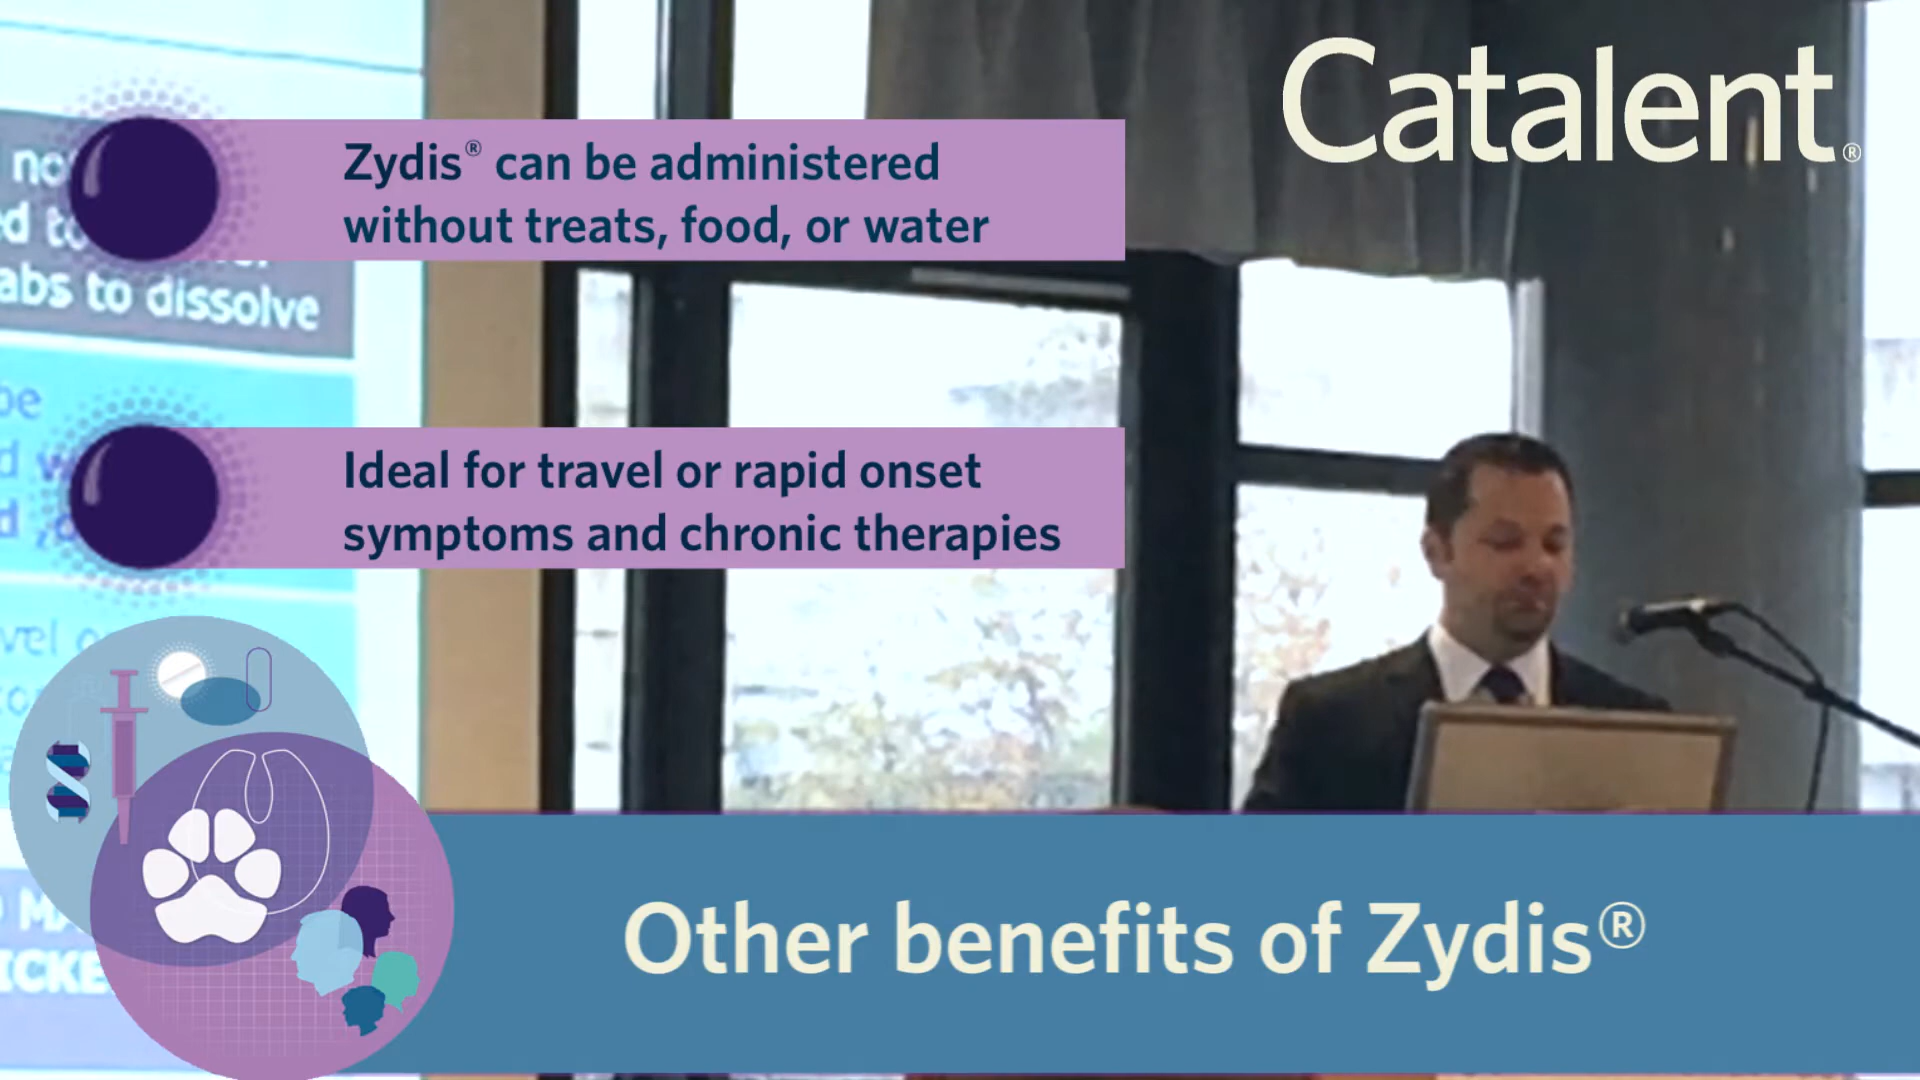 Catalent®
Zydis® can be administered
without treats, food, or water
Ideal for travel or rapid onset
symptoms and chronic therapies
abs to dissolve
be
Other benefits of Zydis®